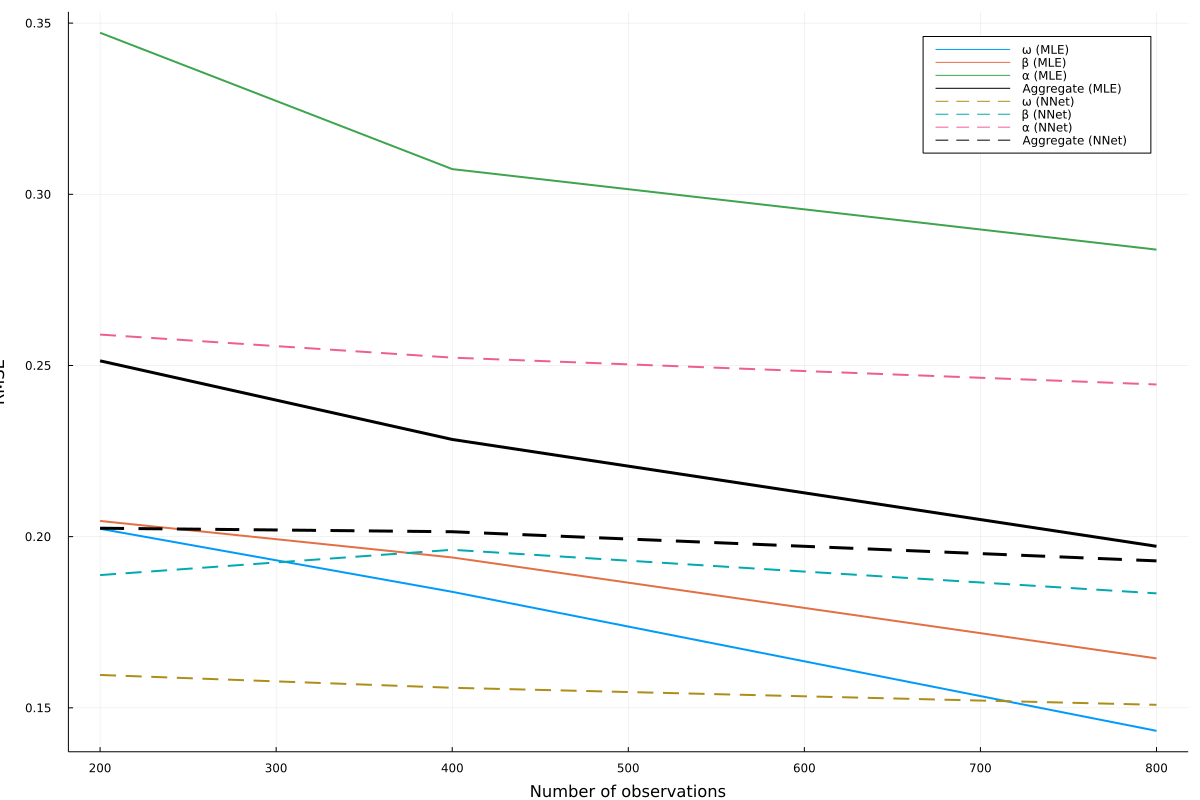 0.35
0.30
0.25
0.20
0.15
200 300 400 500 600 700 800
Number of observations
RMSE
ω (MLE)
β (MLE)
α (MLE)
Aggregate (MLE)
ω (NNet)
β (NNet)
α (NNet)
Aggregate (NNet)